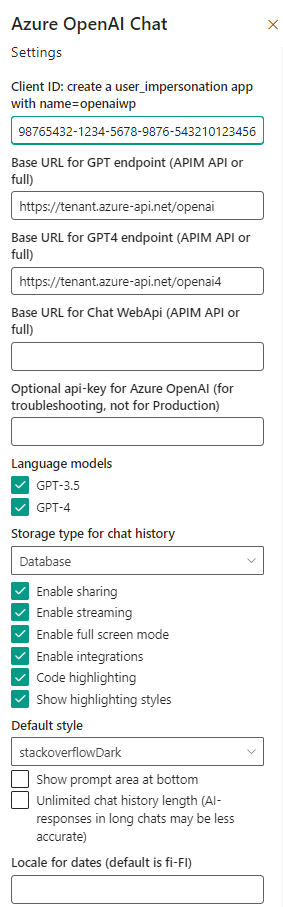 Azure OpenAI Chat
Settings
Client ID: create a user_impersonation app
with name=openaiwp
98765432-1234-5678-9876-543210123456
Base URL for GPT endpoint (APIM API or
full)
https://tenant.azure-api.net/openai
Base URL for GPT4 endpoint (APIM API or
full)
https://tenant.azure-api.net/openai4
Base URL for Chat WebApi (APIM API or
full)
Optional api-key for Azure OpenAI (for
troubleshooting, not for Production)
Language models
GPT-3.5
GPT-4
Storage type for chat history
Database
Enable sharing
Enable streaming
Enable full screen mode
Enable integrations
Code highlighting
Show highlighting styles
Default style
stackoverflowDark
Show prompt area at bottom
Unlimited chat history length (AI-
responses in long chats may be less
accurate)
Locale for dates (default is fi-FI)